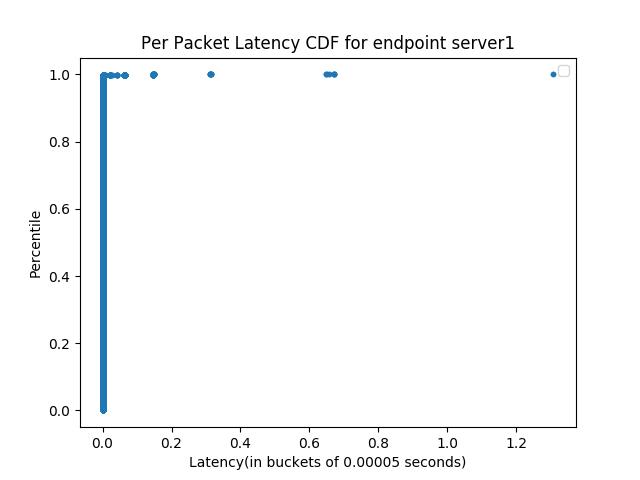 Per Packet Latency CDF for endpoint server1
1.0
0.8
0.6
0.4
0.2
0.0
Percentile
0.0 0.2 0.4 0.6 0.8 1.0 1.2
Latency(in buckets of 0.00005 seconds)